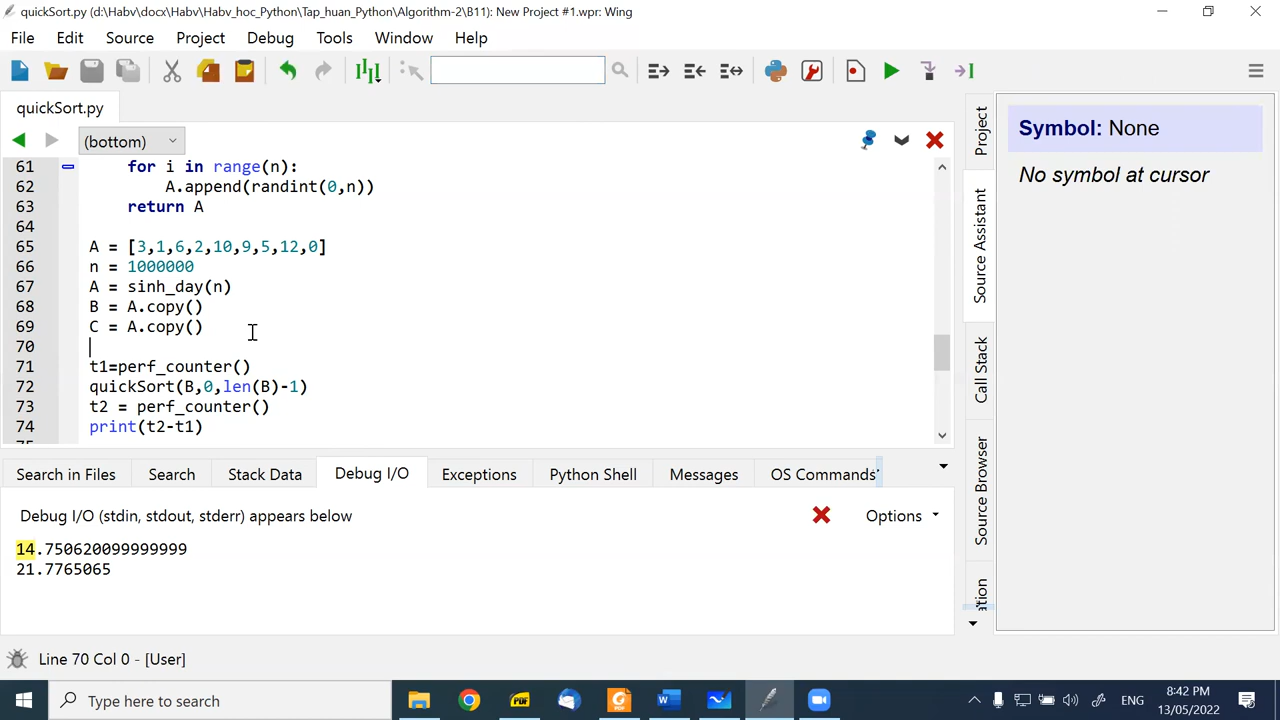 quickSort.py (d:\Habv\docx\Habv\Habv_hoc_Python\Tap_huan_Python\Algorithm-2\B11): New Project #1.wpr: Wing
File Edit Source Project Debug Tools Window Help
quickSort.py
(bottom)
61 for i in range(n):
62 A.append(randint(0,n))
63 return A
64
65 A = [3,1,6,2,10,9,5,12,0]
66 n = 1000000
67 A = sinh_day(n)
68 B = A.copy()
69 C = A.copy()
70
71 t1=perf_counter()
72 quickSort(B,0,len(B)-1)
73 t2 = perf_counter()
74 print(t2-t1)
Project
Source Assistant
Call Stack
Source Browser
Symbol: None
No symbol at cursor
Search in Files Search Stack Data Debug I/O Exceptions Python Shell Messages OS Commands
Debug I/O (stdin, stdout, stderr) appears below
Options
14.750620099999999
21.7765065
Line 70 Col 0 - [User]
Type here to search
PDF
PDF
ENG
8:42 PM
13/05/2022